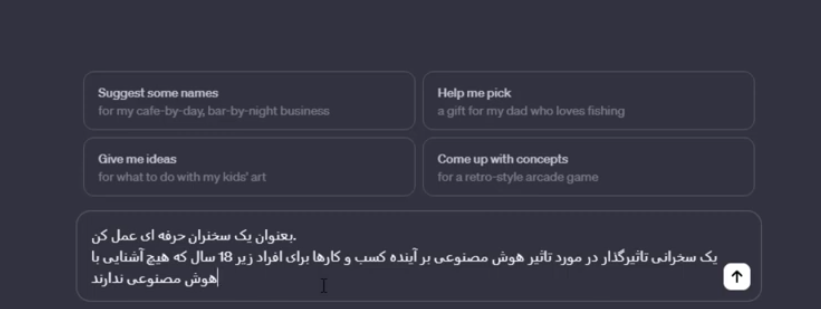 Suggest some names
for my cafe-by-day, bar-by-night business
Help me pick
a gift for my dad who loves fishing
Give me ideas
for what to do with my kids' art
Come up with concepts
for a retro-style arcade game
بعنوان یک سخنران حرفه ای عمل کن.
یک سخرانی تاثیرگذار در مورد تاثیر هوش مصنوعی بر آینده کسب و کارها برای افراد زیر 18 سال که هیچ آشنایی با
هوش مصنوعی ندارند